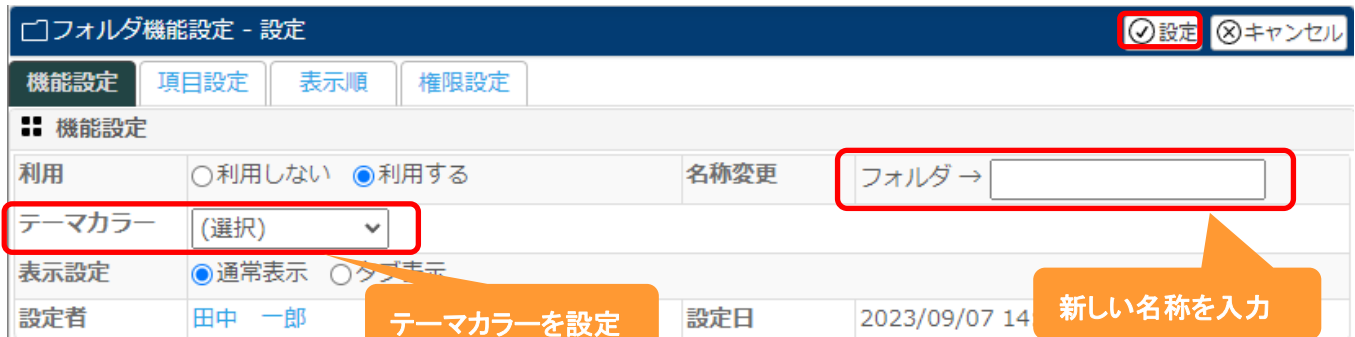 フォルダ機能設定 - 設定 設定 キャンセル
機能設定 項目設定 表示順 権限設定
機能設定
利用 利用しない 利用する 名称変更 フォルダ →
テーマカラー (選択)
表示設定 通常表示 タブ表示
設定者 田中 一郎 テーマカラーを設定 設定日 2023/09/07 14 新しい名称を入力